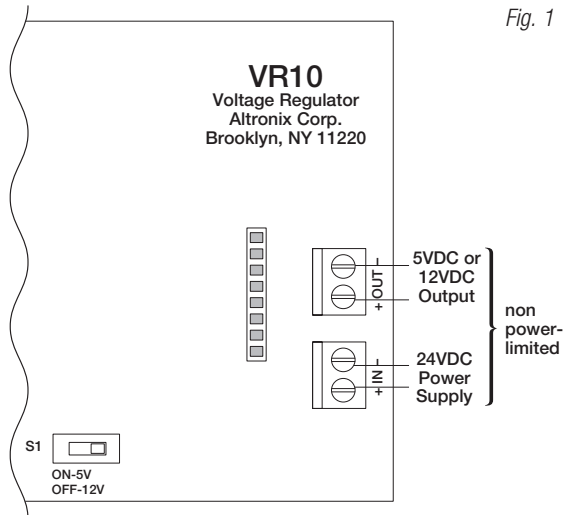 Fig. 1
VR10
Voltage Regulator
Altronix Corp.
Brooklyn, NY 11220
+ OUT –
5VDC or
12VDC
Output
+ IN –
24VDC
Power
Supply
non
power-
limited
S1
ON-5V
OFF-12V